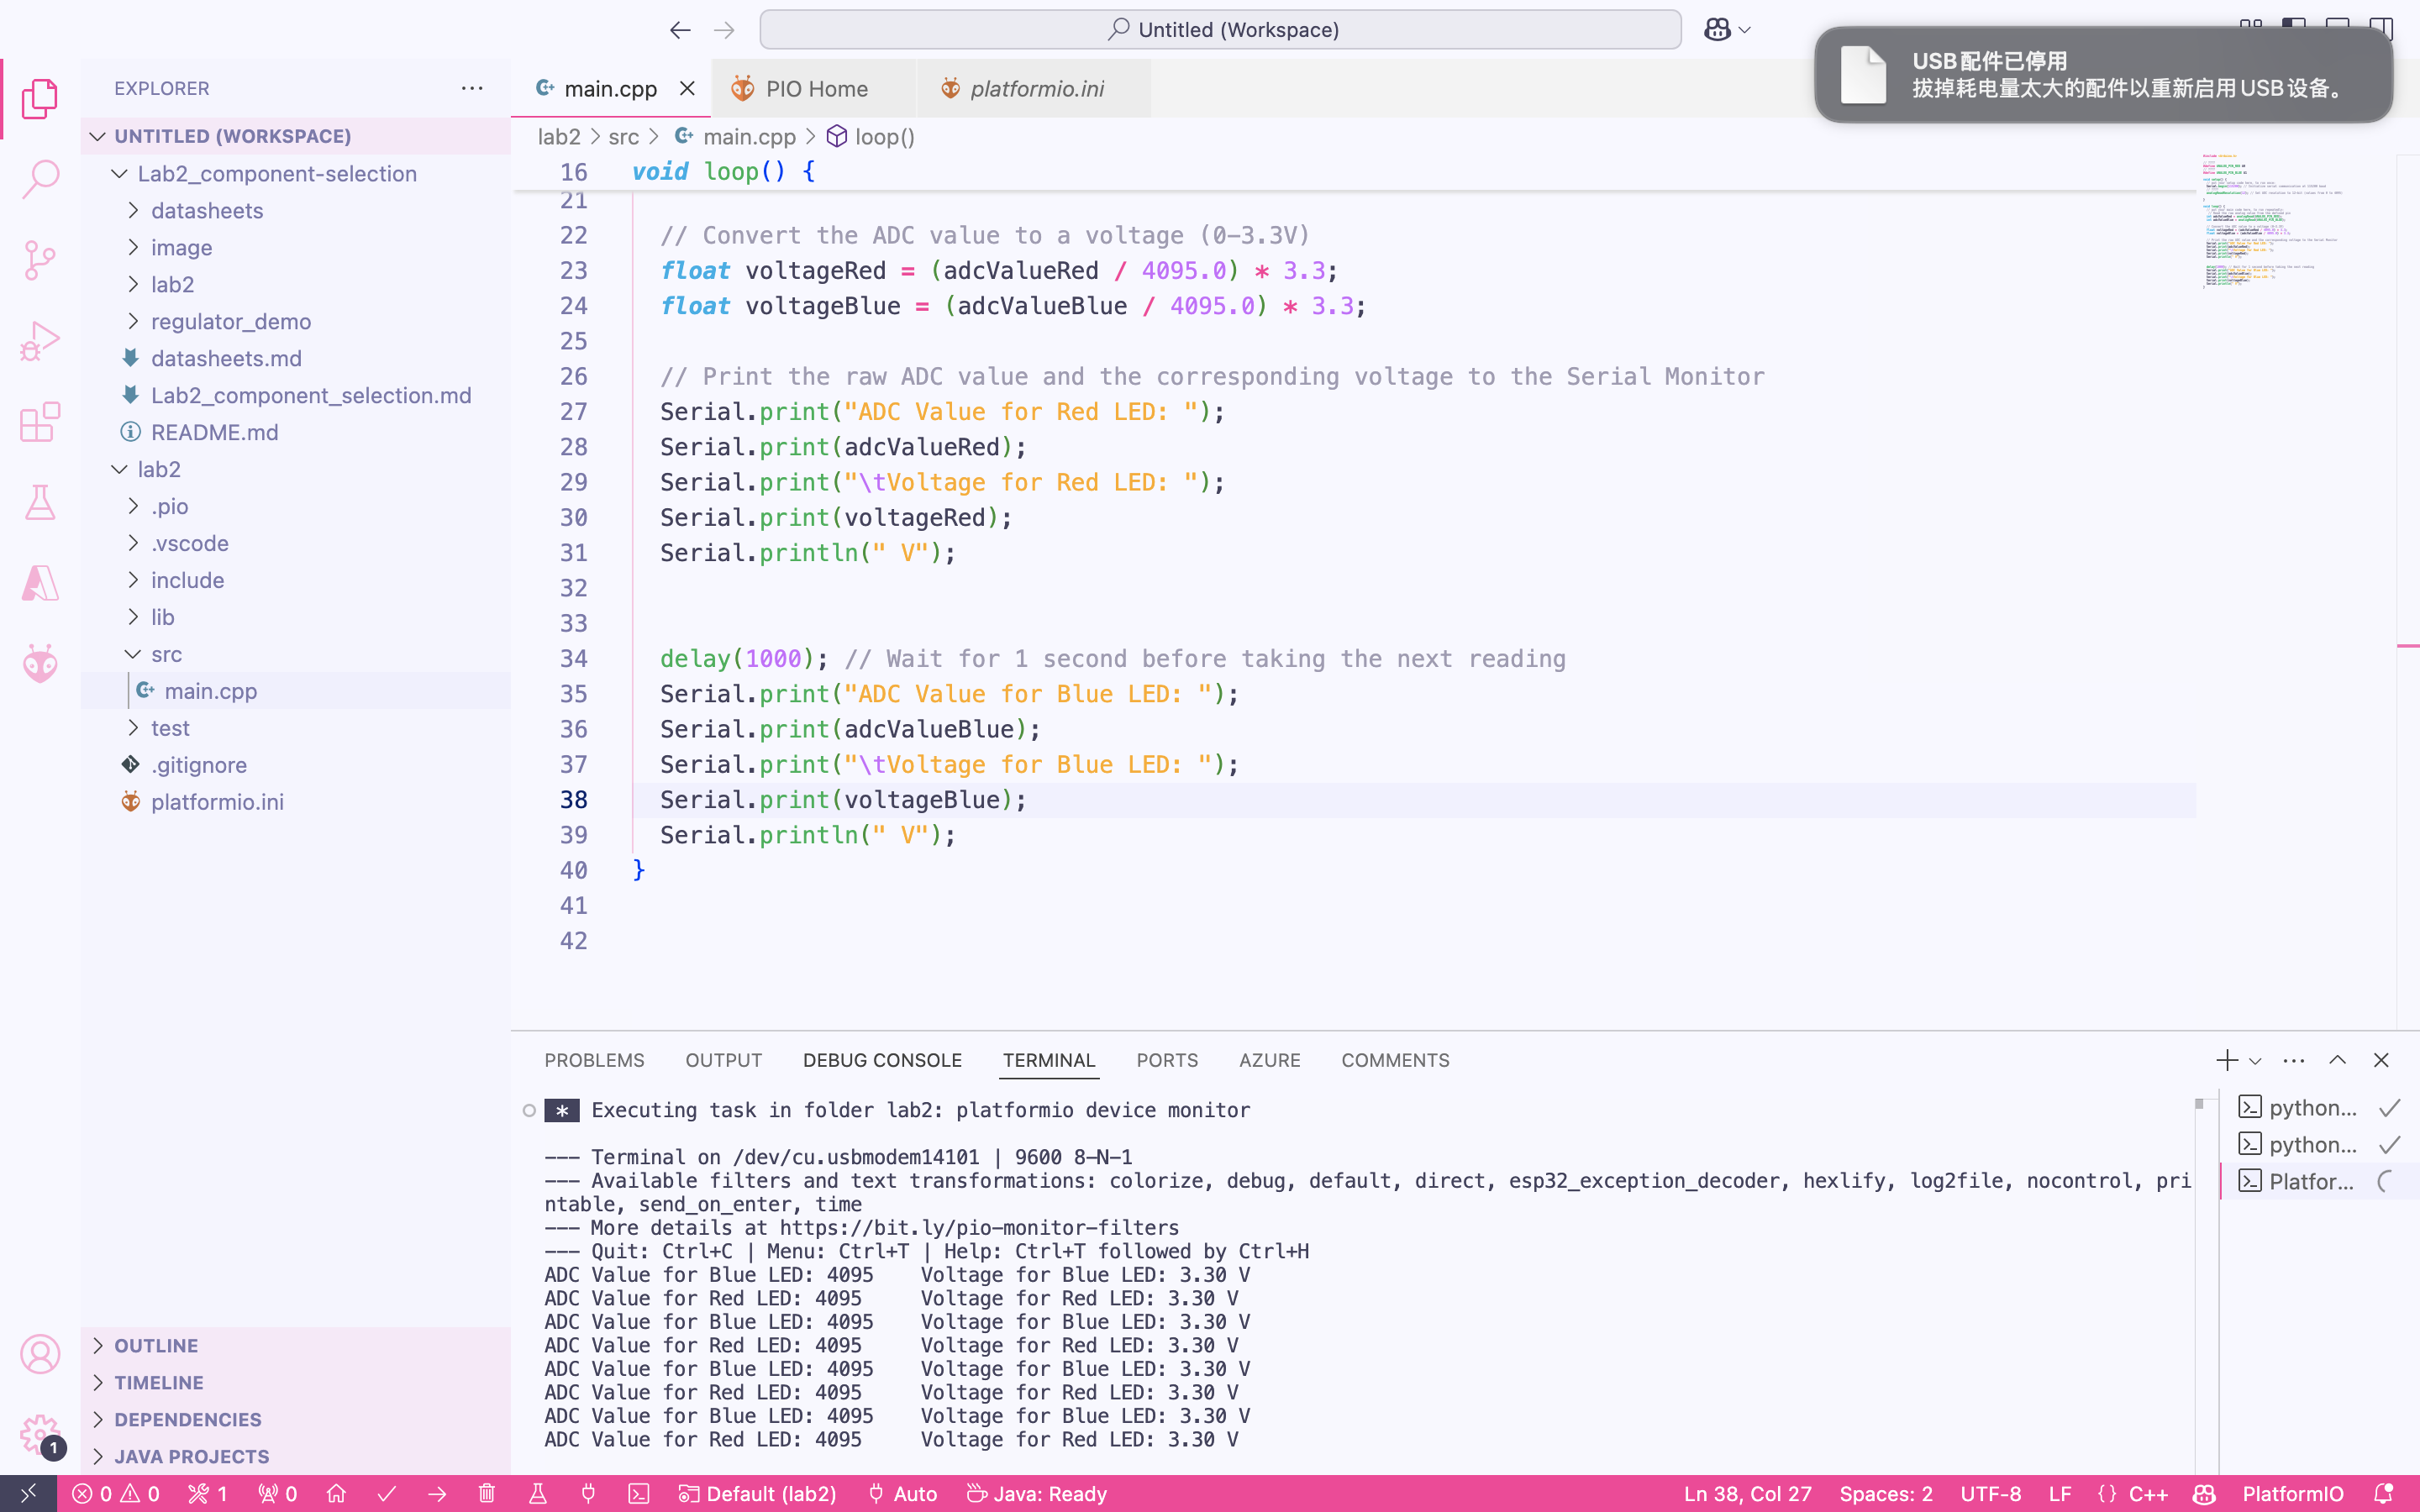 Untitled (Workspace)
USB配件已停用
拔掉耗电量太大的配件以重新启用USB设备。
EXPLORER
main.cpp
PIO Home
platformio.ini
UNTITLED (WORKSPACE)
Lab2_component-selection
datasheets
image
lab2
regulator_demo
datasheets.md
Lab2_component_selection.md
README.md
lab2
.pio
.vscode
include
lib
src
main.cpp
test
.gitignore
platformio.ini
OUTLINE
TIMELINE
DEPENDENCIES
JAVA PROJECTS
1
lab2 > src > main.cpp > loop()
16 void loop() {
21
22 // Convert the ADC value to a voltage (0-3.3V)
23 float voltageRed = (adcValueRed / 4095.0) * 3.3;
24 float voltageBlue = (adcValueBlue / 4095.0) * 3.3;
25
26 // Print the raw ADC value and the corresponding voltage to the Serial Monitor
27 Serial.print("ADC Value for Red LED: ");
28 Serial.print(adcValueRed);
29 Serial.print("\tVoltage for Red LED: ");
30 Serial.print(voltageRed);
31 Serial.println(" V");
32
33
34 delay(1000); // Wait for 1 second before taking the next reading
35 Serial.print("ADC Value for Blue LED: ");
36 Serial.print(adcValueBlue);
37 Serial.print("\tVoltage for Blue LED: ");
38 Serial.print(voltageBlue);
39 Serial.println(" V");
40 }
41
42
PROBLEMS OUTPUT DEBUG CONSOLE TERMINAL PORTS AZURE COMMENTS
* Executing task in folder lab2: platformio device monitor
--- Terminal on /dev/cu.usbmodem14101 | 9600 8-N-1
--- Available filters and text transformations: colorize, debug, default, direct, esp32_exception_decoder, hexlify, log2file, nocontrol, pri
ntable, send_on_enter, time
--- More details at https://bit.ly/pio-monitor-filters
--- Quit: Ctrl+C | Menu: Ctrl+T | Help: Ctrl+T followed by Ctrl+H
ADC Value for Blue LED: 4095 Voltage for Blue LED: 3.30 V
ADC Value for Red LED: 4095 Voltage for Red LED: 3.30 V
ADC Value for Blue LED: 4095 Voltage for Blue LED: 3.30 V
ADC Value for Red LED: 4095 Voltage for Red LED: 3.30 V
ADC Value for Blue LED: 4095 Voltage for Blue LED: 3.30 V
ADC Value for Red LED: 4095 Voltage for Red LED: 3.30 V
ADC Value for Blue LED: 4095 Voltage for Blue LED: 3.30 V
ADC Value for Red LED: 4095 Voltage for Red LED: 3.30 V
python...
python...
Platfor...
0 0 1 0 Default (lab2) Auto Java: Ready Ln 38, Col 27 Spaces: 2 UTF-8 LF {} C++ PlatformIO